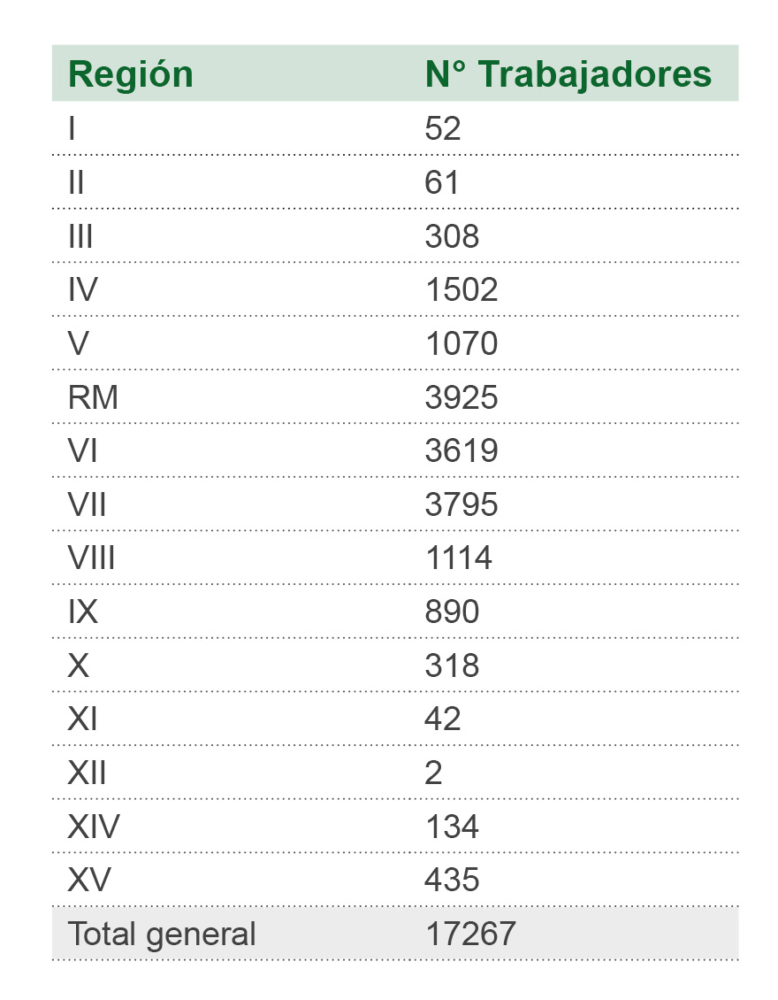 Región N° Trabajadores
I 52
II 61
III 308
IV 1502
V 1070
RM 3925
VI 3619
VII 3795
VIII 1114
IX 890
X 318
XI 42
XII 2
XIV 134
XV 435
Total general 17267